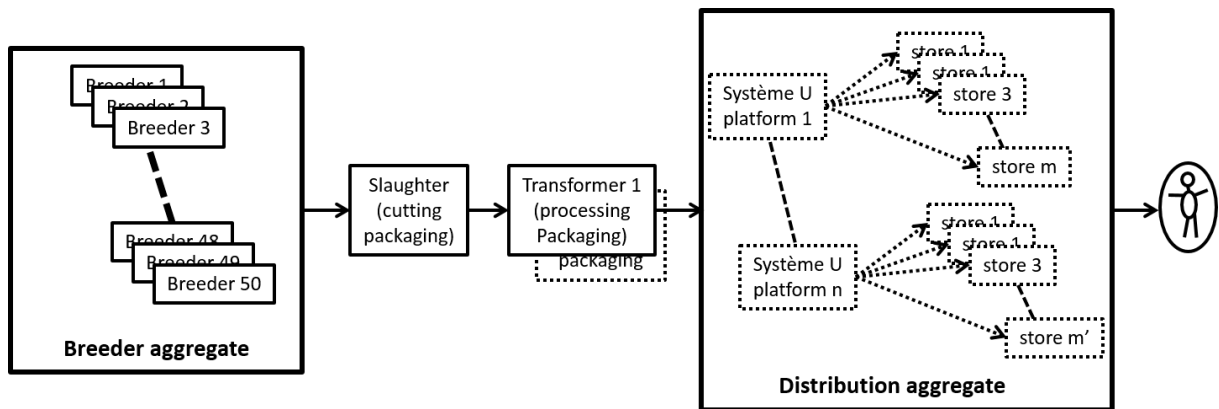 Breeder 1
Breeder 2
Breeder 3
Breeder 48
Breeder 49
Breeder 50
Breeder aggregate
Slaughter
(cutting
packaging)
Transformer 1
(processing
Packaging)
packaging
Système U
platform 1
store 1
store 1
store 3
store m
Système U
platform n
store 1
store 1
store 3
store m’
Distribution aggregate